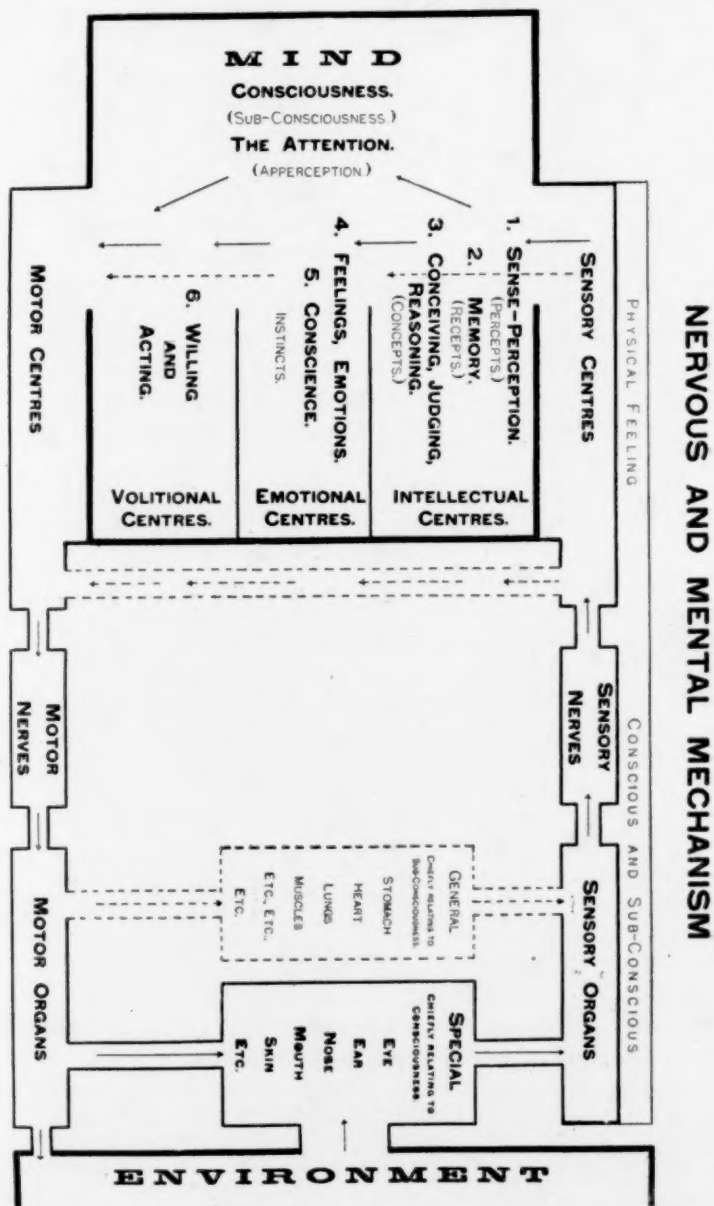 NERVOUS AND MENTAL MECHANISM
PHYSICAL FEELING
CONSCIOUS AND SUB-CONSCIOUS
MIND
CONSCIOUSNESS.
(SUB-CONSCIOUSNESS.)
THE ATTENTION.
(APPERCEPTION.)
SENSORY CENTRES
1. SENSE-PERCEPTION.
(PERCEPTS.)
2. MEMORY.
(RECEPTS.)
3. CONCEIVING, JUDGING,
REASONING.
(CONCEPTS.)
4. FEELINGS, EMOTIONS.
5. CONSCIENCE.
INSTINCTS.
6. WILLING
AND
ACTING.
MOTOR CENTRES
VOLITIONAL
CENTRES.
EMOTIONAL
CENTRES.
INTELLECTUAL
CENTRES.
SENSORY
NERVES
MOTOR
NERVES
SENSORY ORGANS
GENERAL
CHIEFLY RELATING TO
SUB-CONSCIOUSNESS.
STOMACH
HEART
LUNGS
MUSCLES
ETC., ETC.,
ETC.
SPECIAL
CHIEFLY RELATING TO
CONSCIOUSNESS.
EYE
EAR
NOSE
MOUTH
SKIN
ETC.
MOTOR ORGANS
ENVIRONMENT